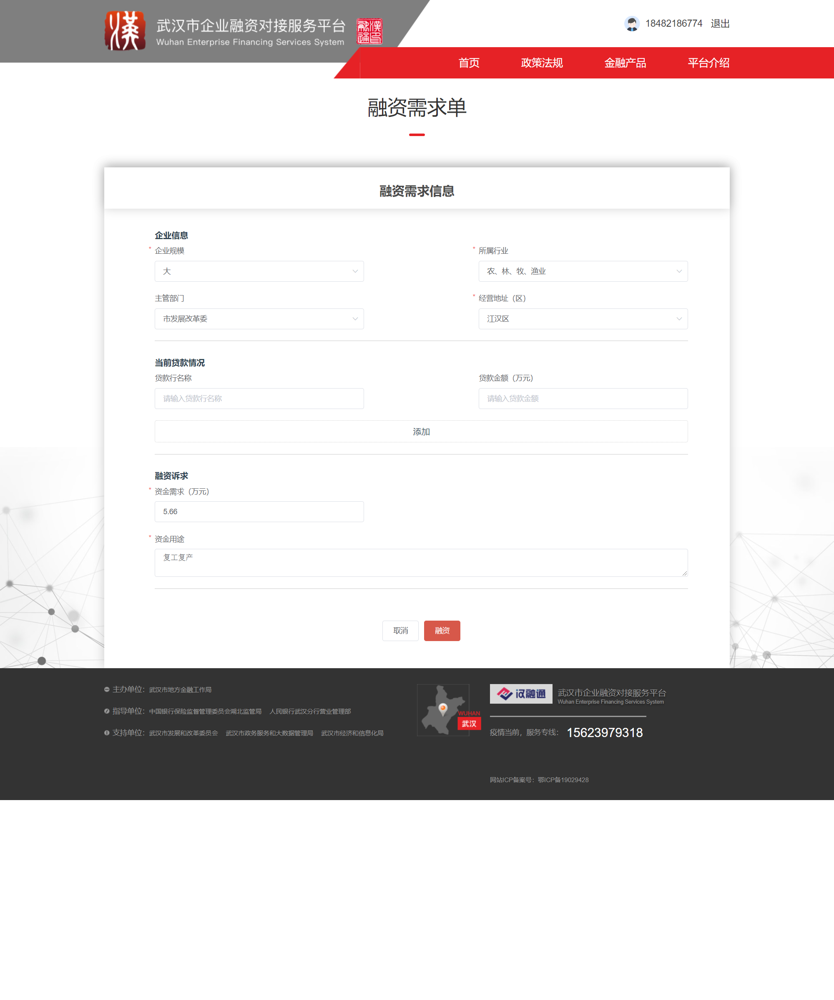 漢
武汉市企业融资对接服务平台
Wuhan Enterprise Financing Services System
18482186774 退出
首页 政策法规 金融产品 平台介绍
融资需求单
融资需求信息
企业信息
* 企业规模 * 所属行业
大 农、林、牧、渔业
主管部门 * 经营地址（区）
市发展改革委 江汉区
当前贷款情况
贷款行名称 贷款金额（万元）
请输入贷款行名称 请输入贷款金额
添加
融资诉求
* 资金需求（万元）
5.66
* 资金用途
复工复产
取消 融资
主办单位： 武汉市地方金融工作局
指导单位： 中国银行保险监督管理委员会湖北监管局 人民银行武汉分行营业管理部
支持单位： 武汉市发展和改革委员会 武汉市政务服务和大数据管理局 武汉市经济和信息化局
WUHAN
武汉
汉融通 武汉市企业融资对接服务平台
Wuhan Enterprise Financing Services System
疫情当前，服务专线： 15623979318
网站ICP备案号：鄂ICP备19029428